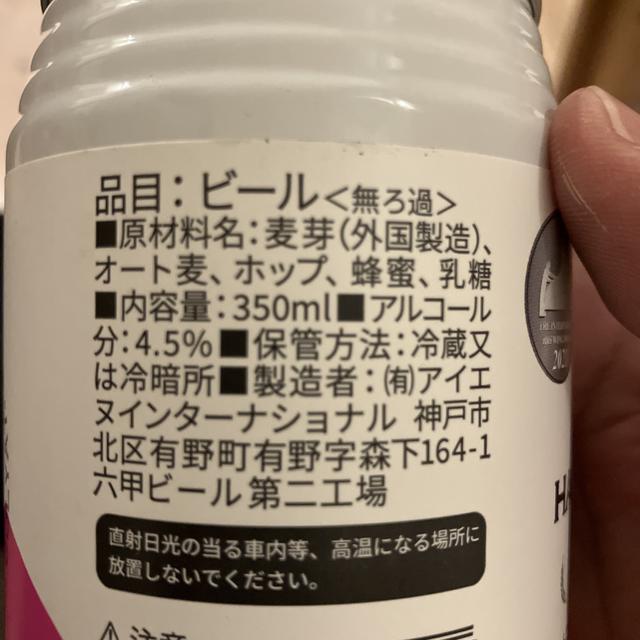 品目：ビール＜無ろ過＞
■原材料名：麦芽（外国製造）、
オート麦、ホップ、蜂蜜、乳糖
■内容量：350ml■アルコール
分：4.5%■保管方法：冷蔵又
は冷暗所■製造者：㈲アイエ
ヌインターナショナル 神戸市
北区有野町有野字森下164-1
六甲ビール第二工場
直射日光の当る車内等、高温になる場所に
放置しないでください。
⚠注意